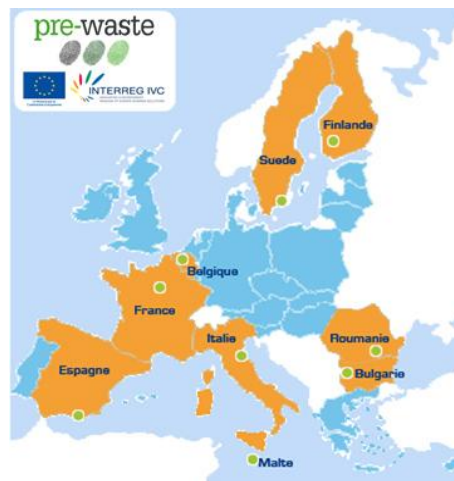 pre-waste
INTERREG IVC
Finlande
Suede
Belgique
France
Italie
Roumanie
Espagne
Bulgarie
Malte